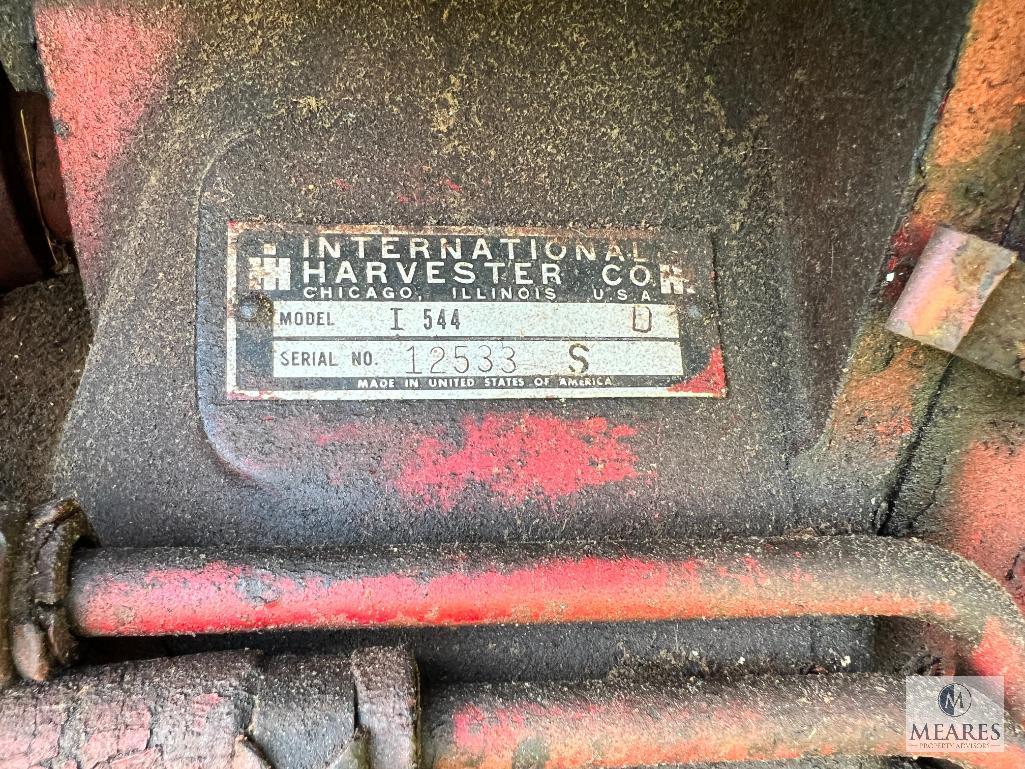 INTERNATIONAL
HARVESTER CO
CHICAGO, ILLINOIS U.S.A
MODEL I 544 U
SERIAL NO. 12533 S
MADE IN UNITED STATES OF AMERICA
M
MEARES
PROPERTY ADVISORS